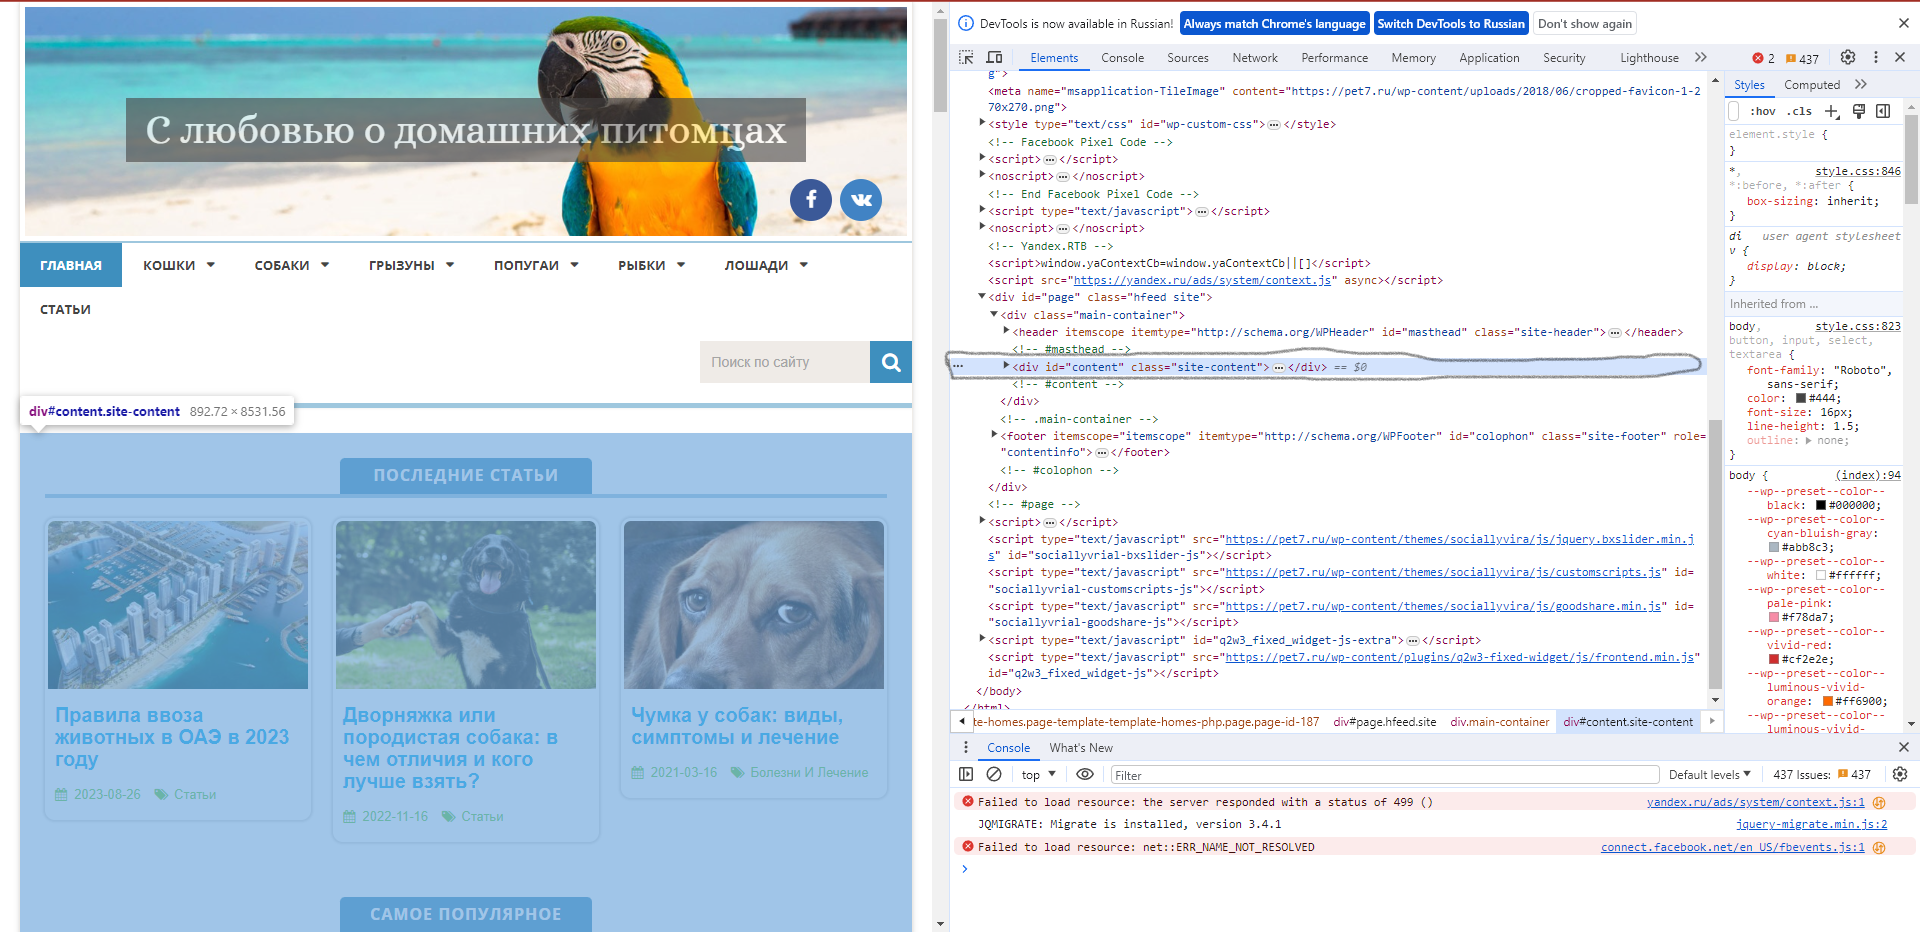 С любовью о домашних питомцах
ГЛАВНАЯ
КОШКИ
СОБАКИ
ГРЫЗУНЫ
ПОПУГАИ
РЫБКИ
ЛОШАДИ
СТАТЬИ
Поиск по сайту
div#content.site-content 892.72 × 8531.56
ПОСЛЕДНИЕ СТАТЬИ
Правила ввоза
животных в ОАЭ в 2023
году
2023-08-26 Статьи
Дворняжка или
породистая собака: в
чем отличия и кого
лучше взять?
2022-11-16 Статьи
Чумка у собак: виды,
симптомы и лечение
2021-03-16 Болезни И Лечение
САМОЕ ПОПУЛЯРНОЕ
DevTools is now available in Russian! Always match Chrome's language Switch DevTools to Russian Don't show again
Elements Console Sources Network Performance Memory Application Security Lighthouse 2 437
g">
<meta name="msapplication-TileImage" content="https://pet7.ru/wp-content/uploads/2018/06/cropped-favicon-1-2
70x270.png">
<style type="text/css" id="wp-custom-css">…</style>
<!-- Facebook Pixel Code -->
<script>…</script>
<noscript>…</noscript>
<!-- End Facebook Pixel Code -->
<script type="text/javascript">…</script>
<noscript>…</noscript>
<!-- Yandex.RTB -->
<script>window.yaContextCb=window.yaContextCb||[]</script>
<script src="https://yandex.ru/ads/system/context.js" async></script>
<div id="page" class="hfeed site">
<div class="main-container">
<header itemscope itemtype="http://schema.org/WPHeader" id="masthead" class="site-header">…</header>
<!-- #masthead -->
<div id="content" class="site-content">…</div> == $0
<!-- #content -->
</div>
<!-- .main-container -->
<footer itemscope="itemscope" itemtype="http://schema.org/WPFooter" id="colophon" class="site-footer" role=
"contentinfo">…</footer>
<!-- #colophon -->
</div>
<!-- #page -->
<script>…</script>
<script type="text/javascript" src="https://pet7.ru/wp-content/themes/sociallyvira/js/jquery.bxslider.min.j
s" id="sociallyvrial-bxslider-js"></script>
<script type="text/javascript" src="https://pet7.ru/wp-content/themes/sociallyvira/js/customscripts.js" id=
"sociallyvrial-customscripts-js"></script>
<script type="text/javascript" src="https://pet7.ru/wp-content/themes/sociallyvira/js/goodshare.min.js" id=
"sociallyvrial-goodshare-js"></script>
<script type="text/javascript" id="q2w3_fixed_widget-js-extra">…</script>
<script type="text/javascript" src="https://pet7.ru/wp-content/plugins/q2w3-fixed-widget/js/frontend.min.js"
id="q2w3_fixed_widget-js"></script>
</body>
</html>
te-homes.page-template-template-homes-php.page.page-id-187 div#page.hfeed.site div.main-container div#content.site-content
Styles Computed
:hov .cls
element.style {
}
*, style.css:846
*:before, *:after {
box-sizing: inherit;
}
di user agent stylesheet
v {
display: block;
}
Inherited from ...
body, style.css:823
button, input, select,
textarea {
font-family: "Roboto",
sans-serif;
color: #444;
font-size: 16px;
line-height: 1.5;
outline: none;
}
body { (index):94
--wp--preset--color--
black: #000000;
--wp--preset--color--
cyan-bluish-gray:
#abb8c3;
--wp--preset--color--
white: #ffffff;
--wp--preset--color--
pale-pink:
#f78da7;
--wp--preset--color--
vivid-red:
#cf2e2e;
--wp--preset--color--
luminous-vivid-
orange: #ff6900;
--wp--preset--color--
luminous-vivid-
Console What's New
top Filter Default levels 437 Issues: 437
Failed to load resource: the server responded with a status of 499 () yandex.ru/ads/system/context.js:1
JQMIGRATE: Migrate is installed, version 3.4.1 jquery-migrate.min.js:2
Failed to load resource: net::ERR_NAME_NOT_RESOLVED connect.facebook.net/en_US/fbevents.js:1